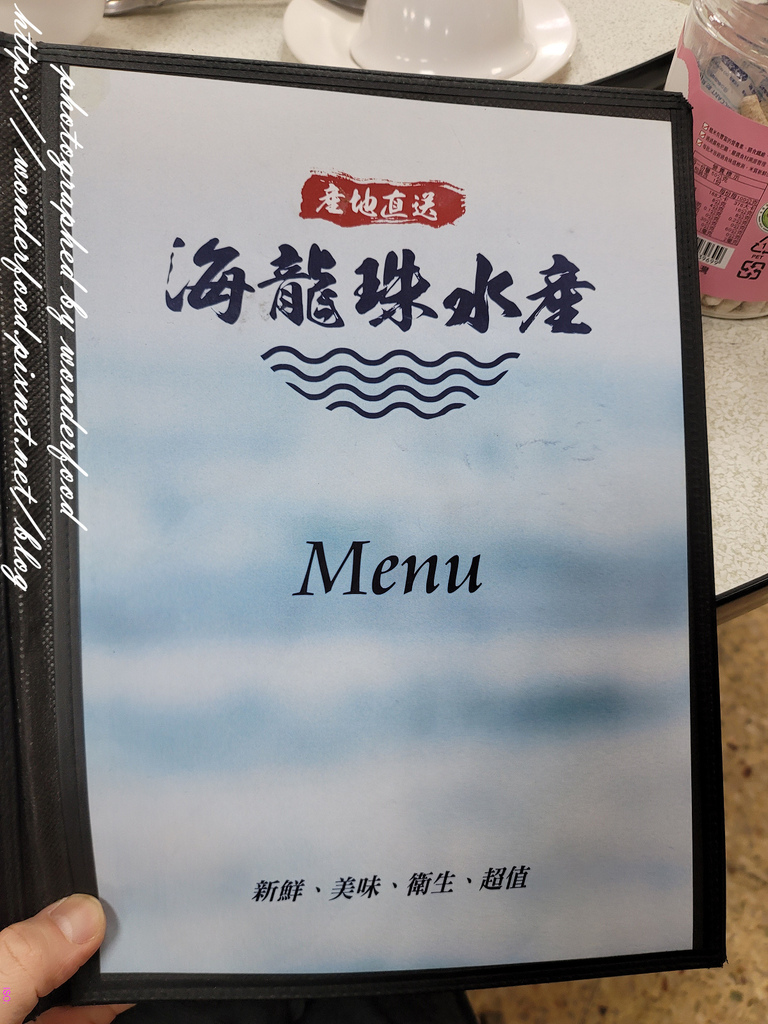 產地直送
海龍珠水產
Menu
新鮮、美味、衛生、超值
photographed by wonderfood
https://wonderfood.pixnet.net/blog